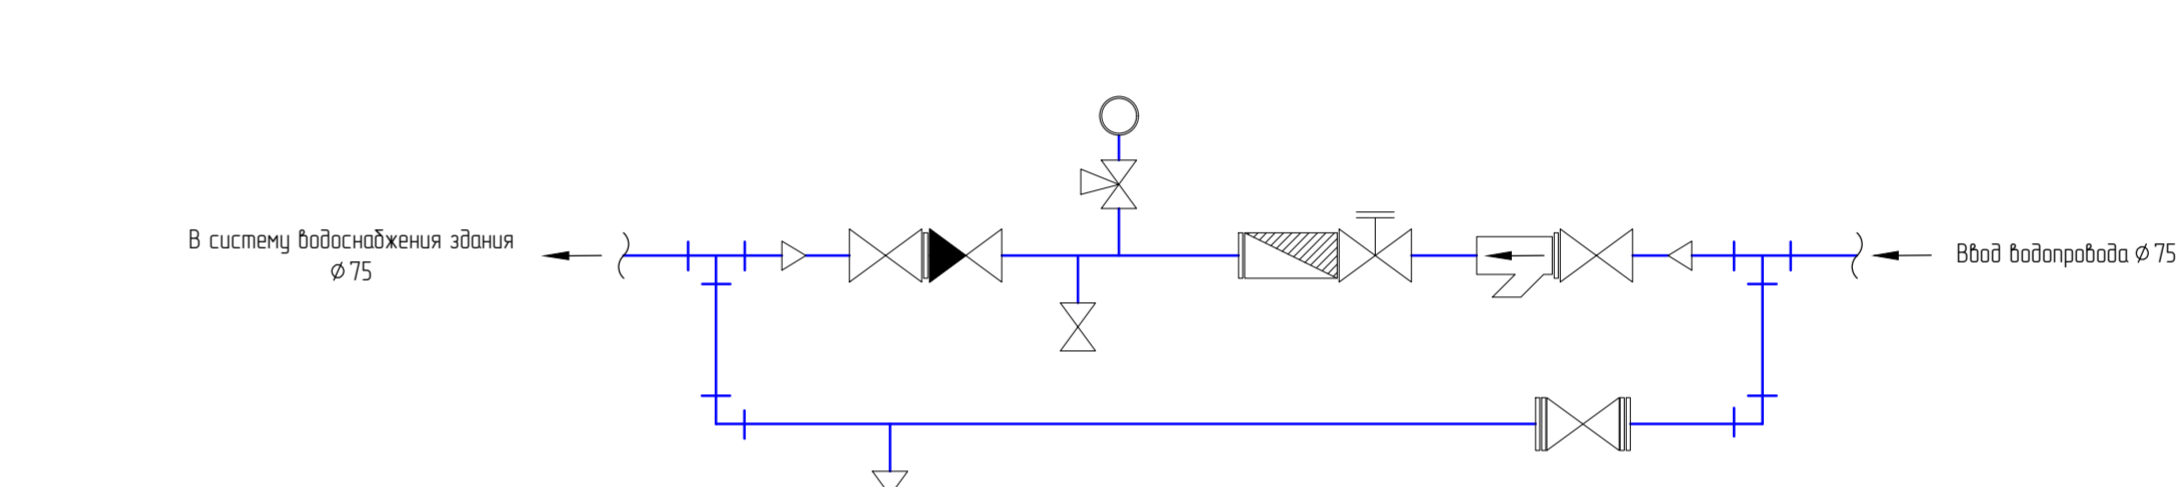 В систему водоснабжения здания
Ø 75
Ввод водопровода Ø 75